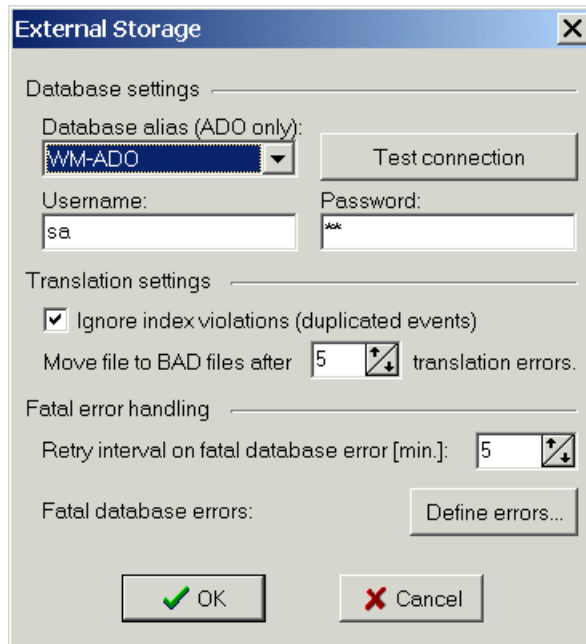 External Storage
Database settings
Database alias (ADO only):
WM-ADO
Test connection
Username:
Password:
sa
**
Translation settings
Ignore index violations (duplicated events)
Move file to BAD files after 5 translation errors.
Fatal error handling
Retry interval on fatal database error [min.]: 5
Fatal database errors:
Define errors...
OK
Cancel